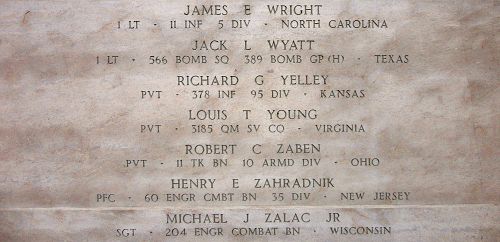 JAMES E WRIGHT
1 LT · 11 INF 5 DIV · NORTH CAROLINA
JACK L WYATT
1 LT · 566 BOMB SQ 389 BOMB GP (H) · TEXAS
RICHARD G YELLEY
PVT · 378 INF 95 DIV · KANSAS
LOUIS T YOUNG
PVT · 3185 QM SV CO · VIRGINIA
ROBERT C ZABEN
PVT · 11 TK BN 10 ARMD DIV · OHIO
HENRY E ZAHRADNIK
PFC · 60 ENGR CMBT BN 35 DIV · NEW JERSEY
MICHAEL J ZALAC JR
SGT · 204 ENGR COMBAT BN · WISCONSIN